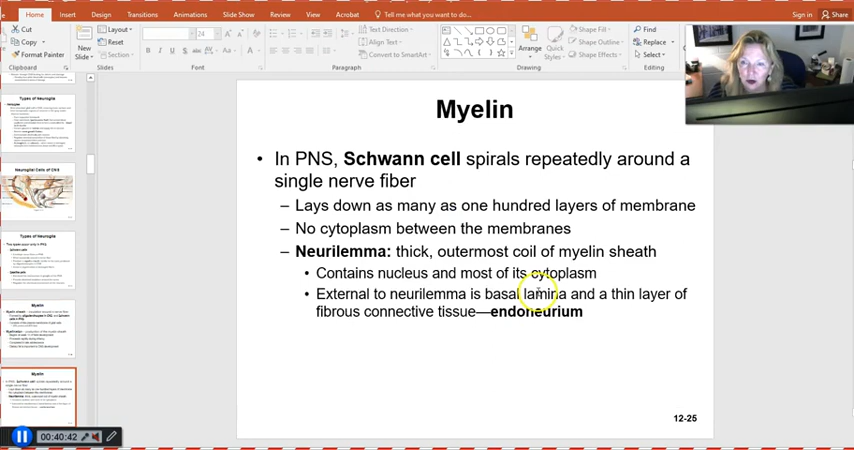 Home Insert Design Transitions Animations Slide Show Review View Acrobat Tell me what you want to do... Sign in Share
Cut
Copy
Format Painter
Clipboard
New
Slide
Layout
Reset
Section
Slides
24
Font
Text Direction
Align Text
Convert to SmartArt
Paragraph
Arrange
Quick
Styles
Shape Fill
Shape Outline
Shape Effects
Drawing
Find
Replace
Select
Editing
Types of Neuroglia
Neuroglial Cells of CNS
Types of Neuroglia
Myelin
Myelin
Myelin
• In PNS, Schwann cell spirals repeatedly around a
single nerve fiber
– Lays down as many as one hundred layers of membrane
– No cytoplasm between the membranes
– Neurilemma: thick, outermost coil of myelin sheath
• Contains nucleus and most of its cytoplasm
• External to neurilemma is basal lamina and a thin layer of
fibrous connective tissue—endoneurium
12-25
00:40:42